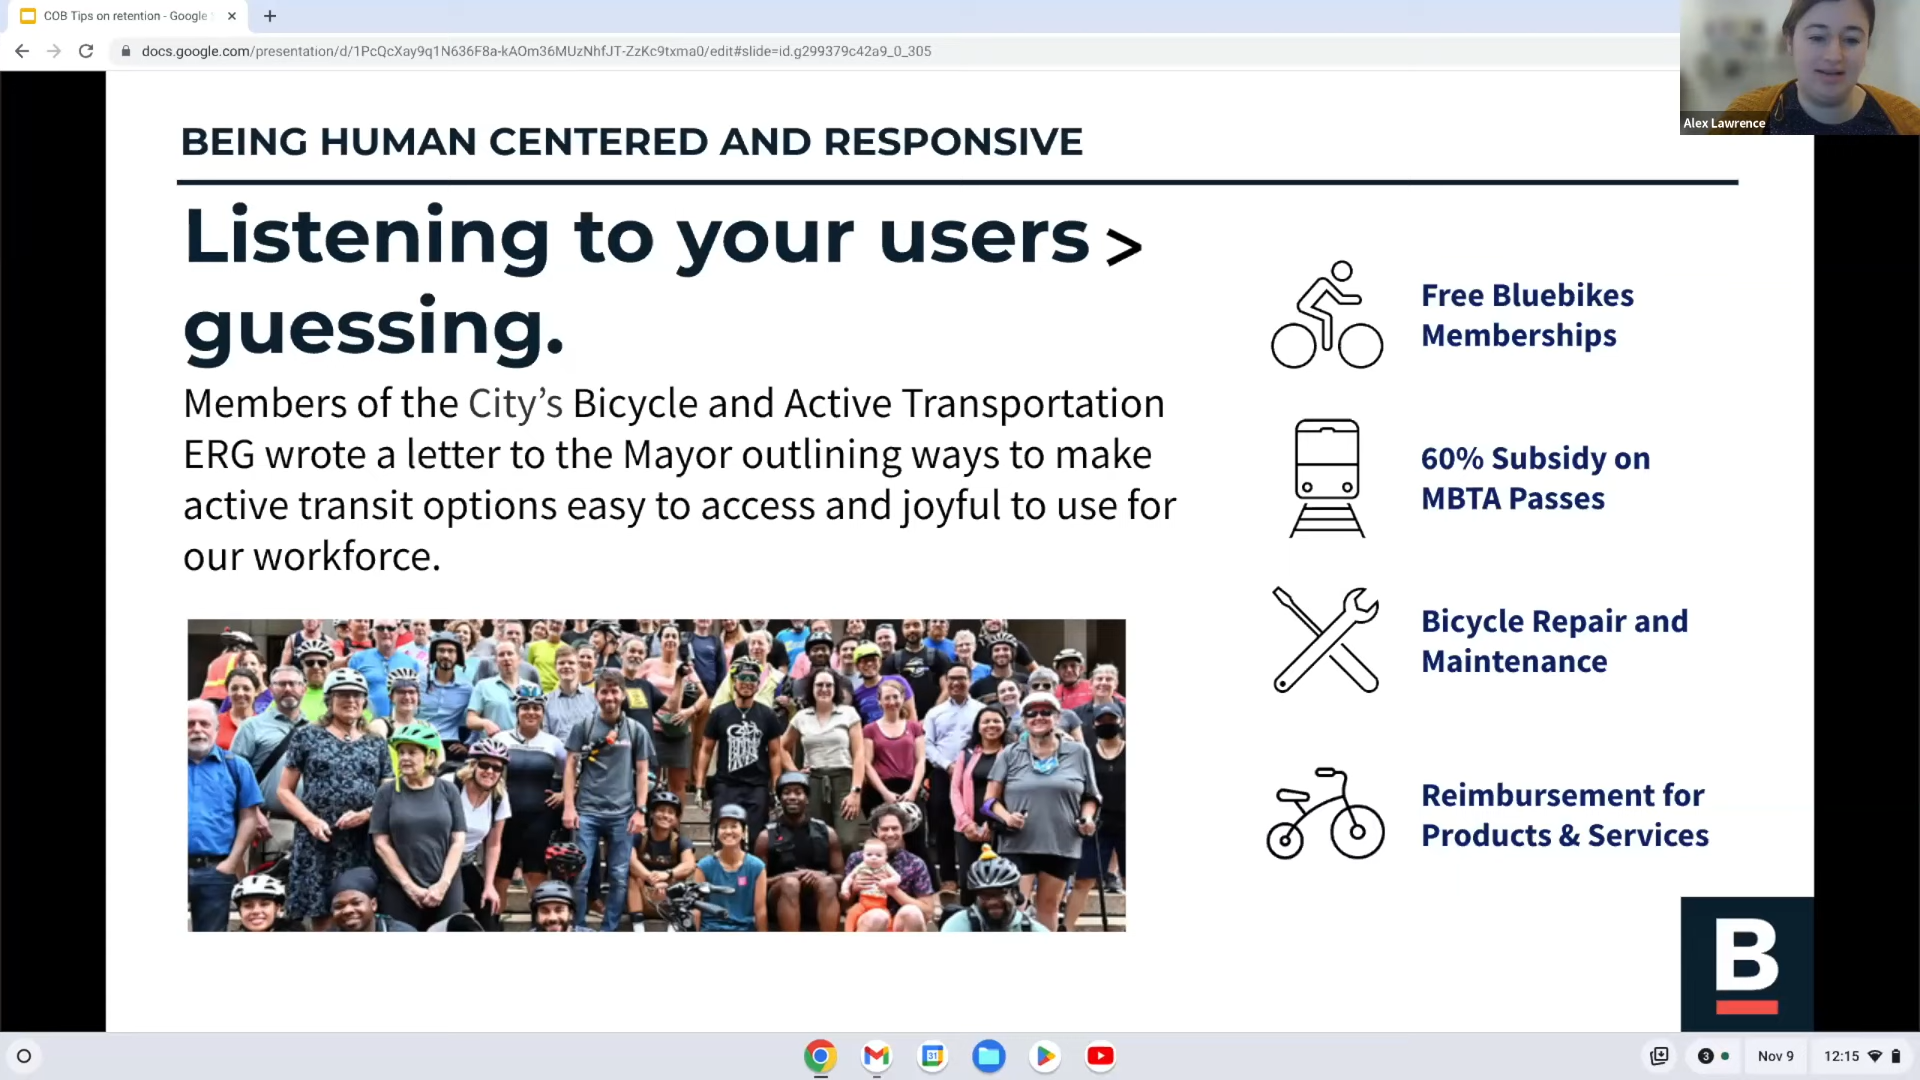 COB Tips on retention - Google
docs.google.com/presentation/d/1PcQcXay9q1N636F8a-kAOm36MUzNhfJT-ZzKc9txma0/edit#slide=id.g299379c42a9_0_305
Alex Lawrence
BEING HUMAN CENTERED AND RESPONSIVE
Listening to your users >
guessing.
Members of the City’s Bicycle and Active Transportation
ERG wrote a letter to the Mayor outlining ways to make
active transit options easy to access and joyful to use for
our workforce.
Free Bluebikes
Memberships
60% Subsidy on
MBTA Passes
Bicycle Repair and
Maintenance
Reimbursement for
Products & Services
B
31
3
Nov 9
12:15